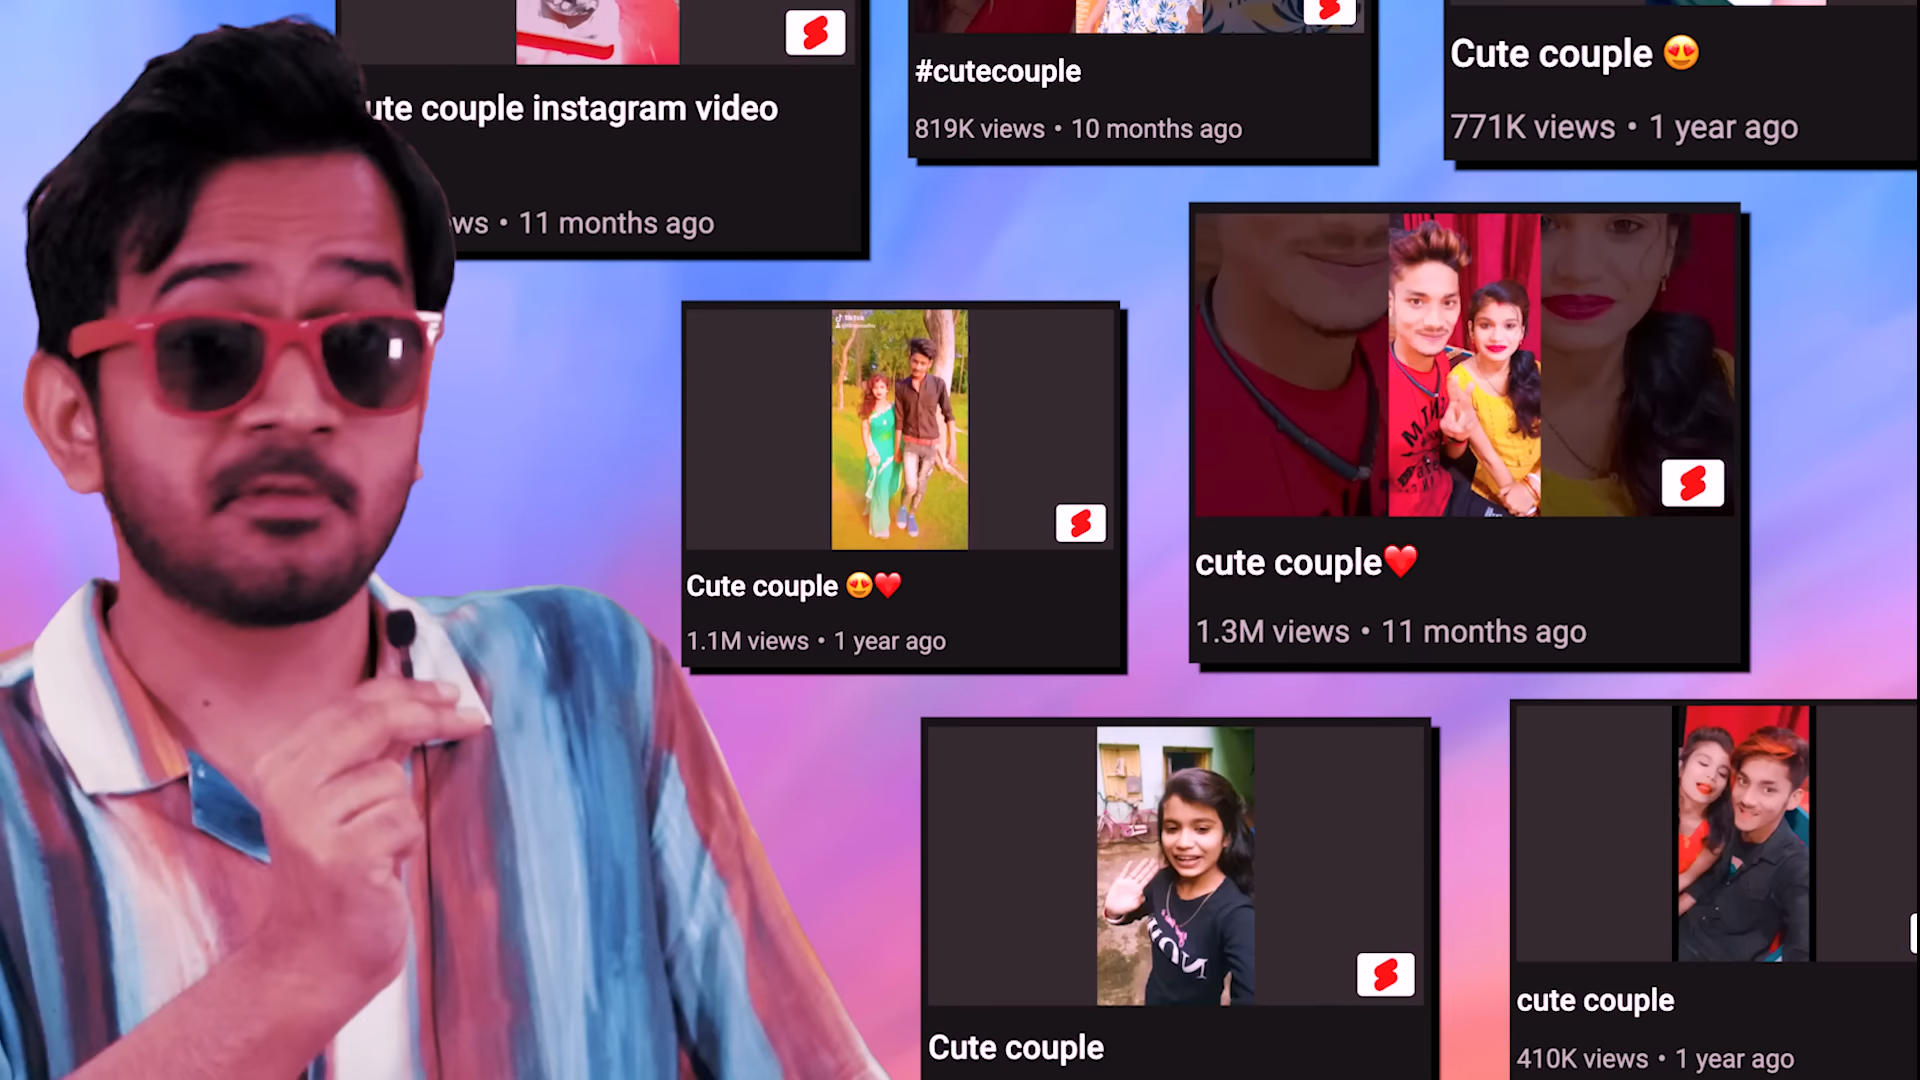 ute couple instagram video
ws • 11 months ago
#cutecouple
819K views • 10 months ago
Cute couple 😍
771K views • 1 year ago
TikTok
Cute couple 😍❤️
1.1M views • 1 year ago
cute couple❤️
1.3M views • 11 months ago
Cute couple
cute couple
410K views • 1 year ago